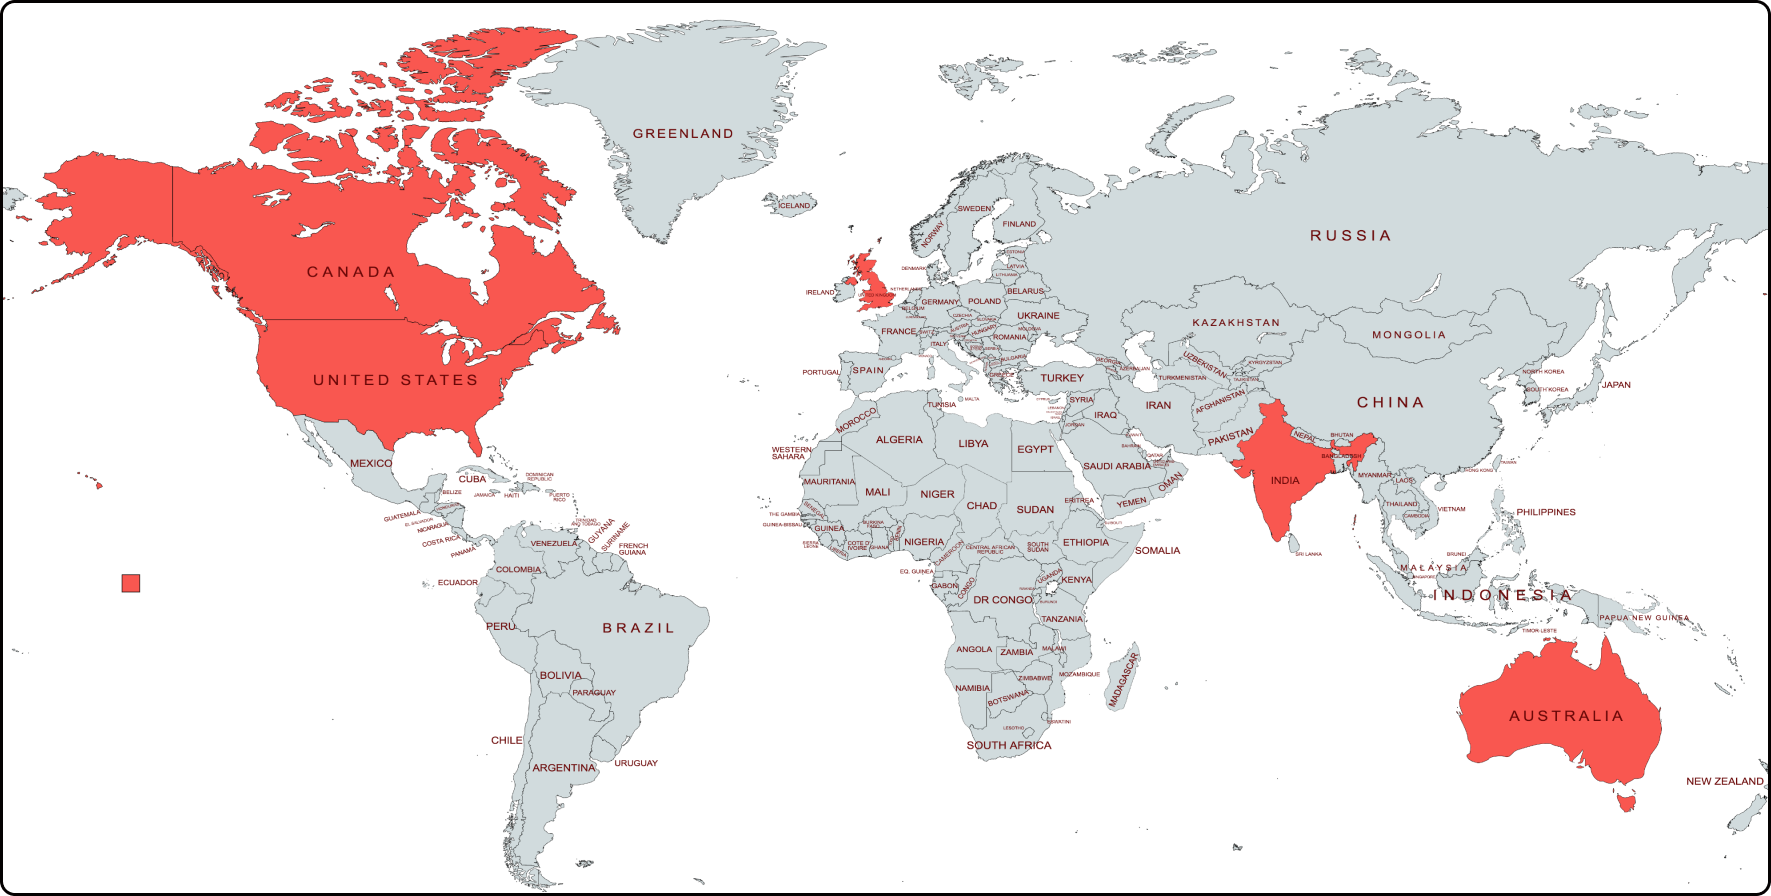 GREENLAND
ICELAND
SWEDEN
NORWAY
FINLAND
RUSSIA
CANADA
ESTONIA
LATVIA
LITHUANIA
DENMARK
IRELAND
UNITED KINGDOM
NETHERLANDS
BELGIUM
GERMANY
POLAND
BELARUS
UKRAINE
CZECHIA
SLOVAKIA
AUSTRIA
HUNGARY
MOLDOVA
ROMANIA
FRANCE
ITALY
BULGARIA
GREECE
PORTUGAL
SPAIN
KAZAKHSTAN
MONGOLIA
UNITED STATES
GEORGIA
AZERBAIJAN
UZBEKISTAN
KYRGYZSTAN
TURKMENISTAN
TAJIKISTAN
TURKEY
NORTH KOREA
SOUTH KOREA
JAPAN
CHINA
MALTA
TUNISIA
CYPRUS
SYRIA
LEBANON
IRAQ
IRAN
AFGHANISTAN
JORDAN
MOROCCO
ALGERIA
LIBYA
EGYPT
KUWAIT
BAHRAIN
QATAR
PAKISTAN
NEPAL
BHUTAN
BANGLADESH
WESTERN
SAHARA
SAUDI ARABIA
OMAN
YEMEN
INDIA
MYANMAR
LAOS
HONG KONG
TAIWAN
THAILAND
VIETNAM
CAMBODIA
PHILIPPINES
MEXICO
CUBA
DOMINICAN
REPUBLIC
BELIZE
JAMAICA
HAITI
PUERTO
RICO
GUATEMALA
HONDURAS
EL SALVADOR
NICARAGUA
COSTA RICA
PANAMA
TRINIDAD
AND TOBAGO
VENEZUELA
GUYANA
SURINAME
FRENCH
GUIANA
COLOMBIA
ECUADOR
MAURITANIA
MALI
NIGER
CHAD
SUDAN
ERITREA
DJIBOUTI
THE GAMBIA
SENEGAL
GUINEA-BISSAU
GUINEA
SIERRA
LEONE
LIBERIA
COTE D'
IVOIRE
BURKINA
FASO
GHANA
BENIN
NIGERIA
CAMEROON
CENTRAL AFRICAN
REPUBLIC
SOUTH
SUDAN
ETHIOPIA
SOMALIA
SRI LANKA
BRUNEI
MALAYSIA
SINGAPORE
INDONESIA
EQ. GUINEA
GABON
CONGO
DR CONGO
UGANDA
KENYA
BURUNDI
TANZANIA
PERU
BRAZIL
BOLIVIA
PARAGUAY
CHILE
ARGENTINA
URUGUAY
ANGOLA
ZAMBIA
MALAWI
MOZAMBIQUE
NAMIBIA
ZIMBABWE
BOTSWANA
MADAGASCAR
ESWATINI
LESOTHO
SOUTH AFRICA
TIMOR-LESTE
PAPUA NEW GUINEA
AUSTRALIA
NEW ZEALAND